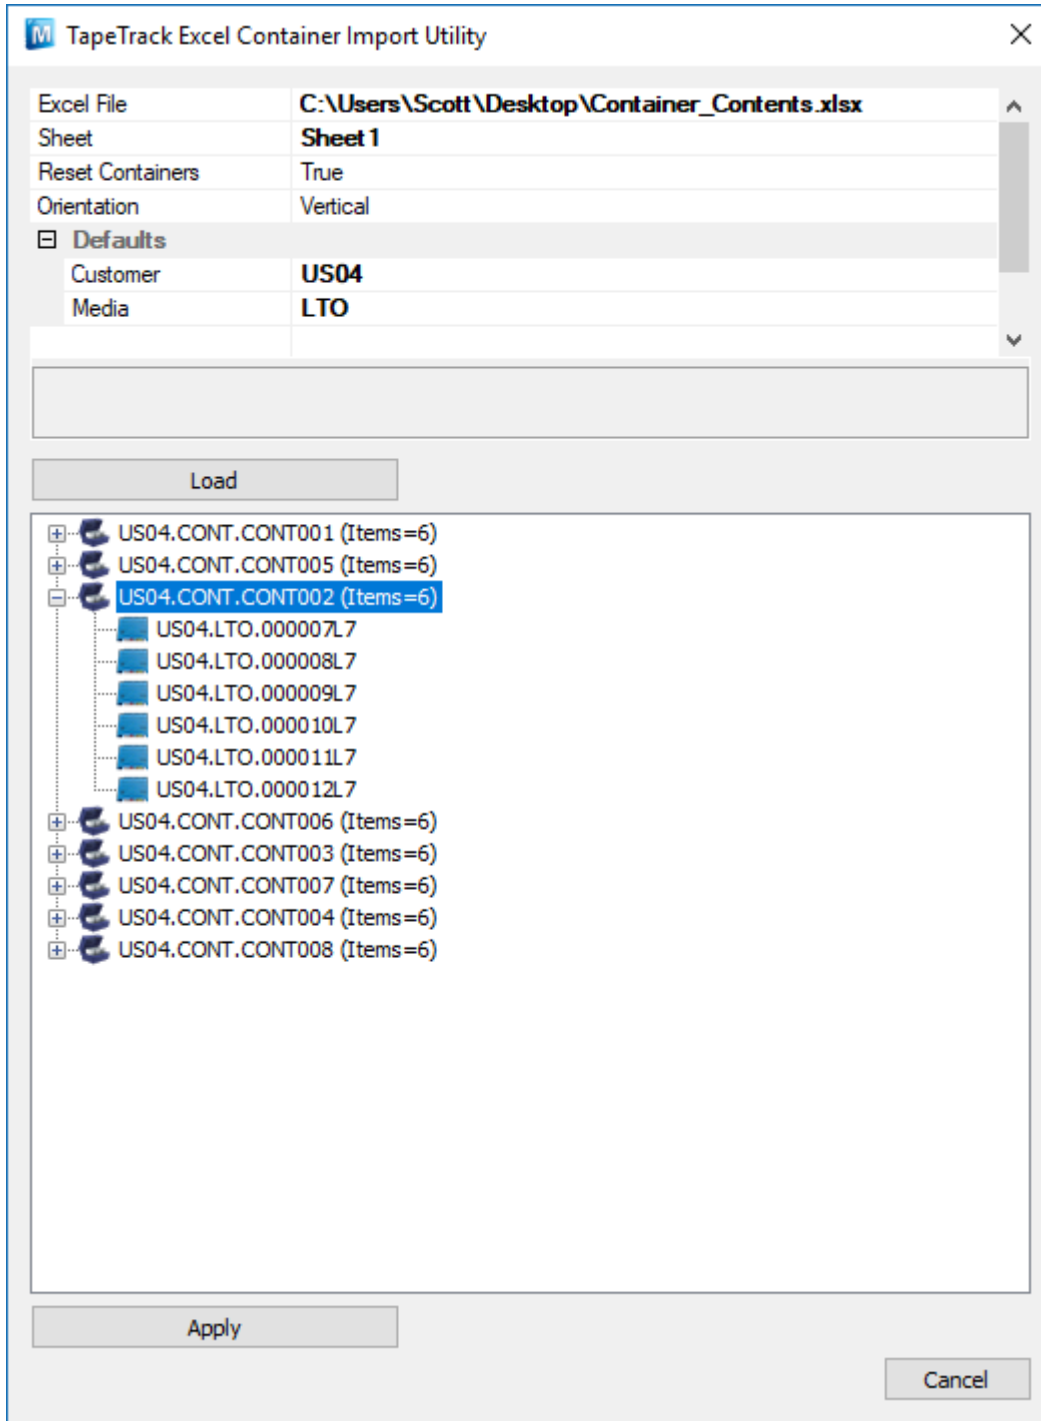 TapeTrack Excel Container Import Utility
Excel File C:\Users\Scott\Desktop\Container_Contents.xlsx
Sheet Sheet1
Reset Containers True
Orientation Vertical
Defaults
Customer US04
Media LTO
Load
US04.CONT.CONT001 (Items=6)
US04.CONT.CONT005 (Items=6)
US04.CONT.CONT002 (Items=6)
US04.LTO.000007L7
US04.LTO.000008L7
US04.LTO.000009L7
US04.LTO.000010L7
US04.LTO.000011L7
US04.LTO.000012L7
US04.CONT.CONT006 (Items=6)
US04.CONT.CONT003 (Items=6)
US04.CONT.CONT007 (Items=6)
US04.CONT.CONT004 (Items=6)
US04.CONT.CONT008 (Items=6)
Apply
Cancel